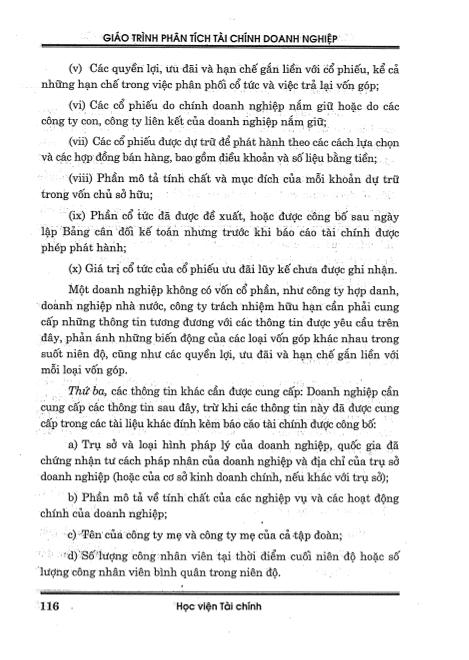 GIÁO TRÌNH PHÂN TÍCH TÀI CHÍNH DOANH NGHIỆP
(v) Các quyền lợi, ưu đãi và hạn chế gắn liền với cổ phiếu, kể cả
những hạn chế trong việc phân phối cổ tức và việc trả lại vốn góp;
(vi) Các cổ phiếu do chính doanh nghiệp nắm giữ hoặc do các
công ty con, công ty liên kết của doanh nghiệp nắm giữ;
(vii) Các cổ phiếu được dự trữ để phát hành theo các cách lựa chọn
và các hợp đồng bán hàng, bao gồm điều khoản và số liệu bằng tiền;
(viii) Phần mô tả tính chất và mục đích của mỗi khoản dự trữ
trong vốn chủ sở hữu;
(ix) Phần cổ tức đã được đề xuất, hoặc được công bố sau ngày
lập Bảng cân đối kế toán nhưng trước khi báo cáo tài chính được
phép phát hành;
(x) Giá trị cổ tức của cổ phiếu ưu đãi lũy kế chưa được ghi nhận.
Một doanh nghiệp không có vốn cổ phần, như công ty hợp danh,
doanh nghiệp nhà nước, công ty trách nhiệm hữu hạn cần phải cung
cấp những thông tin tương đương với các thông tin được yêu cầu trên
đây, phản ánh những biến động của các loại vốn góp khác nhau trong
suốt niên độ, cũng như các quyền lợi, ưu đãi và hạn chế gắn liền với
mỗi loại vốn góp.
Thứ ba, các thông tin khác cần được cung cấp: Doanh nghiệp cần
cung cấp các thông tin sau đây, trừ khi các thông tin này đã được cung
cấp trong các tài liệu khác đính kèm báo cáo tài chính được công bố:
a) Trụ sở và loại hình pháp lý của doanh nghiệp, quốc gia đã
chứng nhận tư cách pháp nhân của doanh nghiệp và địa chỉ của trụ sở
doanh nghiệp (hoặc của cơ sở kinh doanh chính, nếu khác với trụ sở);
b) Phần mô tả về tính chất của các nghiệp vụ và các hoạt động
chính của doanh nghiệp;
c) Tên của công ty mẹ và công ty mẹ của cả tập đoàn;
d) Số lượng công nhân viên tại thời điểm cuối niên độ hoặc số
lượng công nhân viên bình quân trong niên độ.
116 Học viện Tài chính